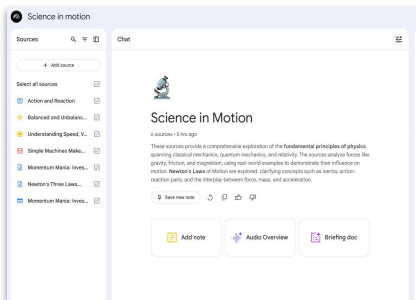 Science in motion
Sources
Chat
+ Add source
Select all sources
Action and Reaction
Balanced and Unbalanc...
Understanding Speed, V...
Simple Machines Make...
Momentum Mania: Inves...
Newton's Three Laws...
Momentum Mania: Inves...
Science in Motion
6 sources • 5 hrs ago
These sources provide a comprehensive exploration of the fundamental principles of physics,
spanning classical mechanics, quantum mechanics, and relativity. The sources analyze forces like
gravity, friction, and magnetism, using real-world examples to demonstrate their influence on
motion. Newton's Laws of Motion are explored, clarifying concepts such as inertia, action-
reaction pairs, and the interplay between force, mass, and acceleration.
Save new note
Add note
Audio Overview
Briefing doc